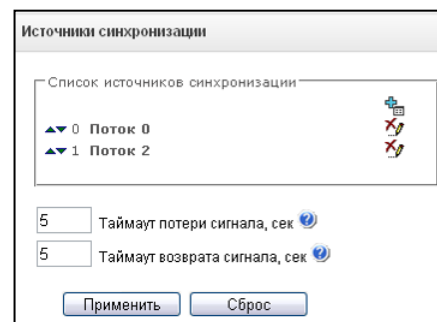 Источники синхронизации
Список источников синхронизации
0 Поток 0
1 Поток 2
5 Таймаут потери сигнала, сек ?
5 Таймаут возврата сигнала, сек ?
Применить Сброс